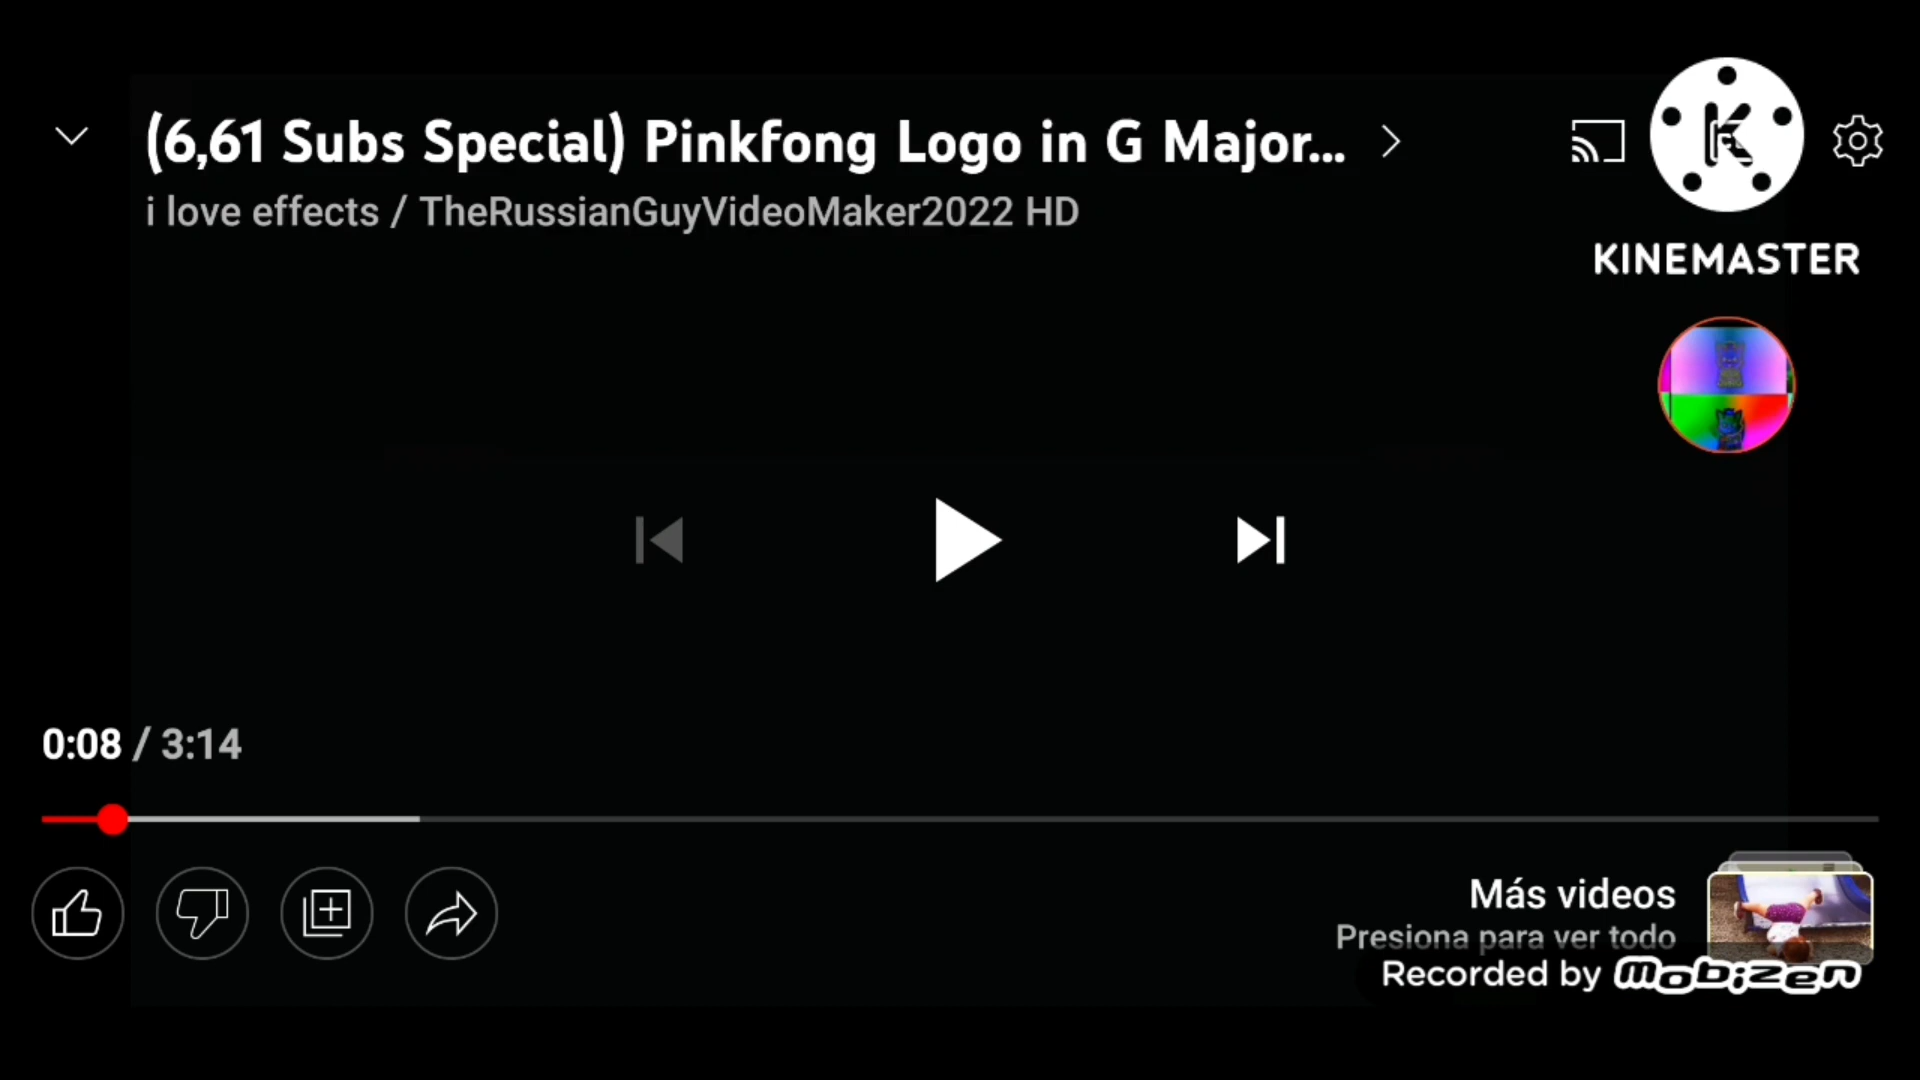 (6,61 Subs Special) Pinkfong Logo in G Major...
i love effects / TheRussianGuyVideoMaker2022 HD
KINEMASTER
0:08 / 3:14
Más videos
Presiona para ver todo
Recorded by mobizen